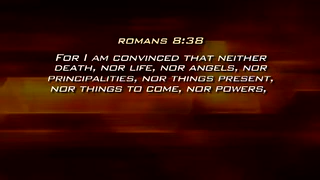 ROMANS 8:38
FOR I AM CONVINCED THAT NEITHER
DEATH, NOR LIFE, NOR ANGELS, NOR
PRINCIPALITIES, NOR THINGS PRESENT,
NOR THINGS TO COME, NOR POWERS,